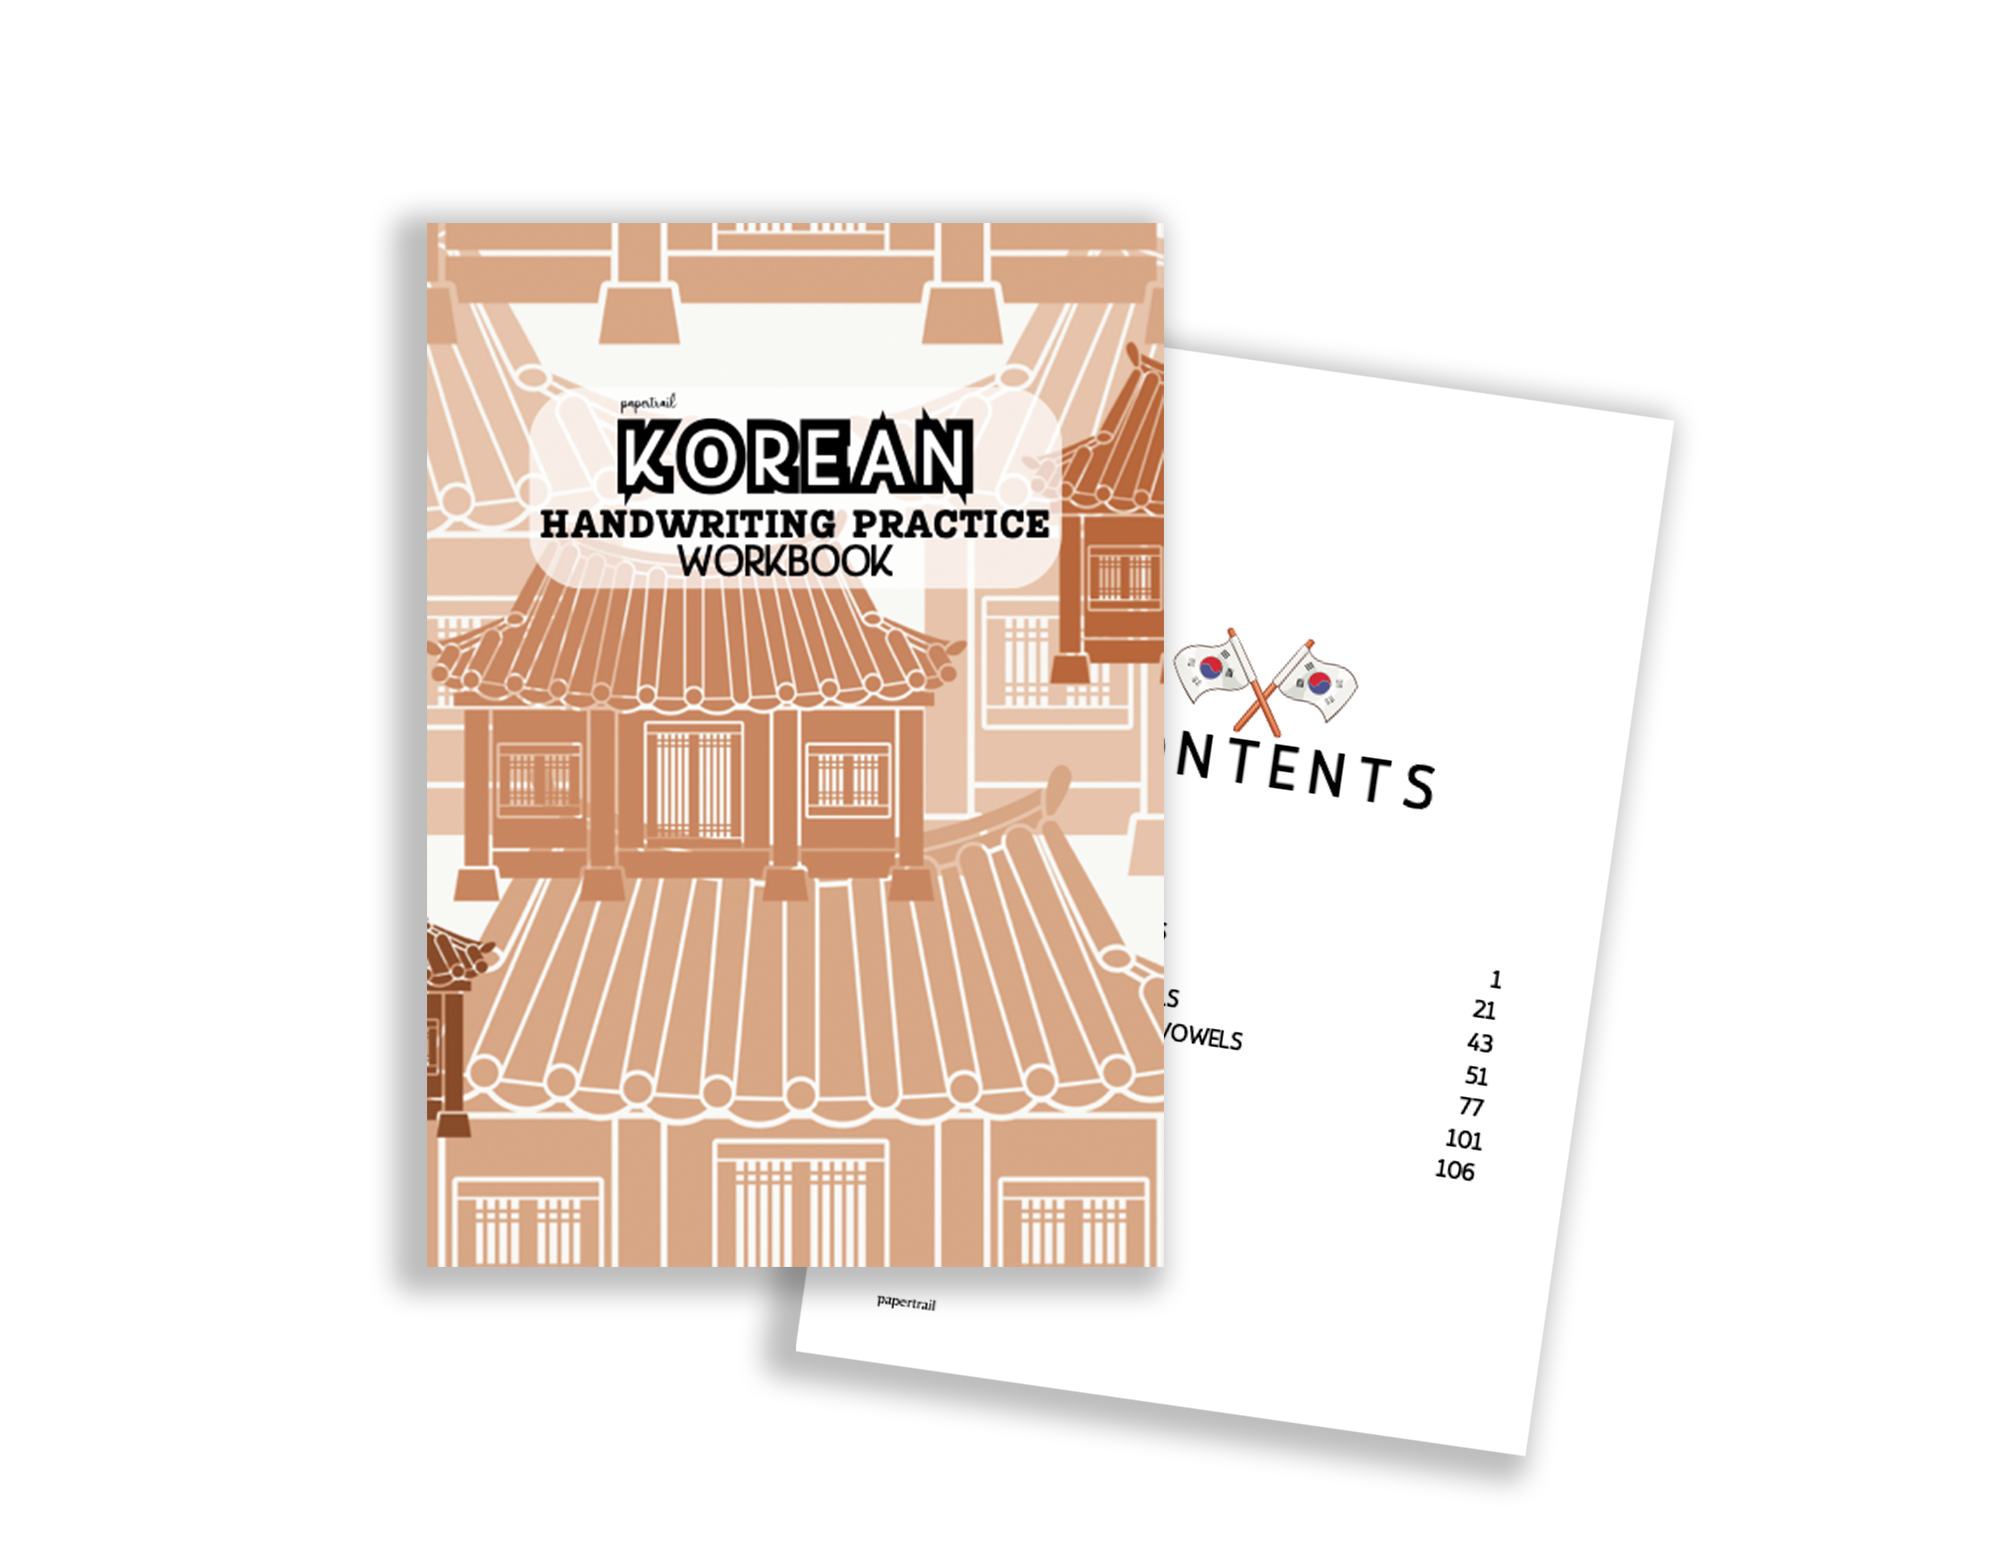 papertrail
KOREAN
HANDWRITING PRACTICE
WORKBOOK
NTENTS
1
21
VOWELS 43
51
77
101
106
papertrail